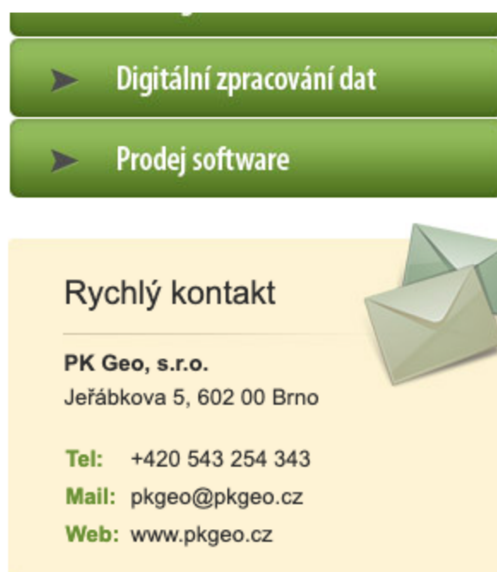 Digitální zpracování dat
Prodej software
Rychlý kontakt
PK Geo, s.r.o.
Jeřábkova 5, 602 00 Brno
Tel: +420 543 254 343
Mail: pkgeo@pkgeo.cz
Web: www.pkgeo.cz